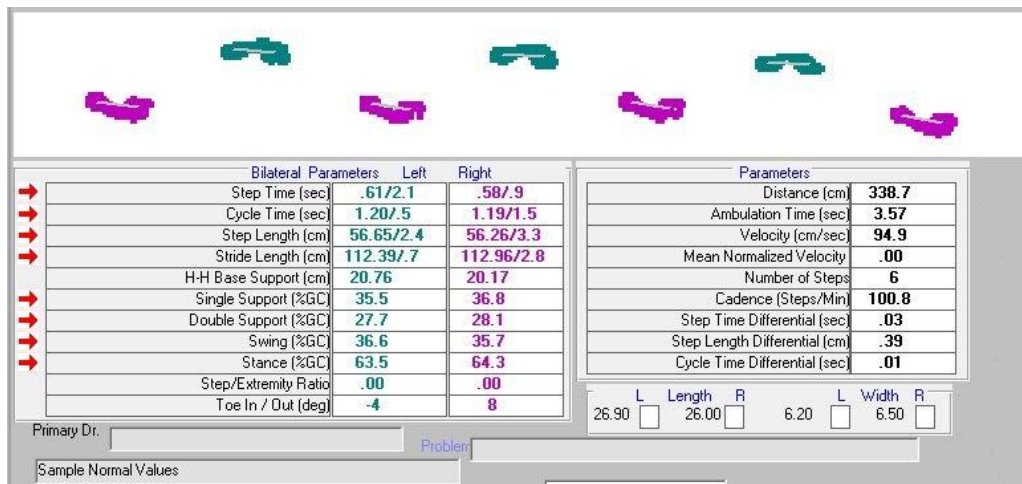 Bilateral Parameters Left Right
Step Time (sec) .61/2.1 .58/.9
Cycle Time (sec) 1.20/.5 1.19/1.5
Step Length (cm) 56.65/2.4 56.26/3.3
Stride Length (cm) 112.39/.7 112.96/2.8
H-H Base Support (cm) 20.76 20.17
Single Support (%GC) 35.5 36.8
Double Support (%GC) 27.7 28.1
Swing (%GC) 36.6 35.7
Stance (%GC) 63.5 64.3
Step/Extremity Ratio .00 .00
Toe In / Out (deg) -4 8
Parameters
Distance (cm) 338.7
Ambulation Time (sec) 3.57
Velocity (cm/sec) 94.9
Mean Normalized Velocity .00
Number of Steps 6
Cadence (Steps/Min) 100.8
Step Time Differential (sec) .03
Step Length Differential (cm) .39
Cycle Time Differential (sec) .01
L Length R L Width R
26.90 26.00 6.20 6.50
Primary Dr.
Problem
Sample Normal Values